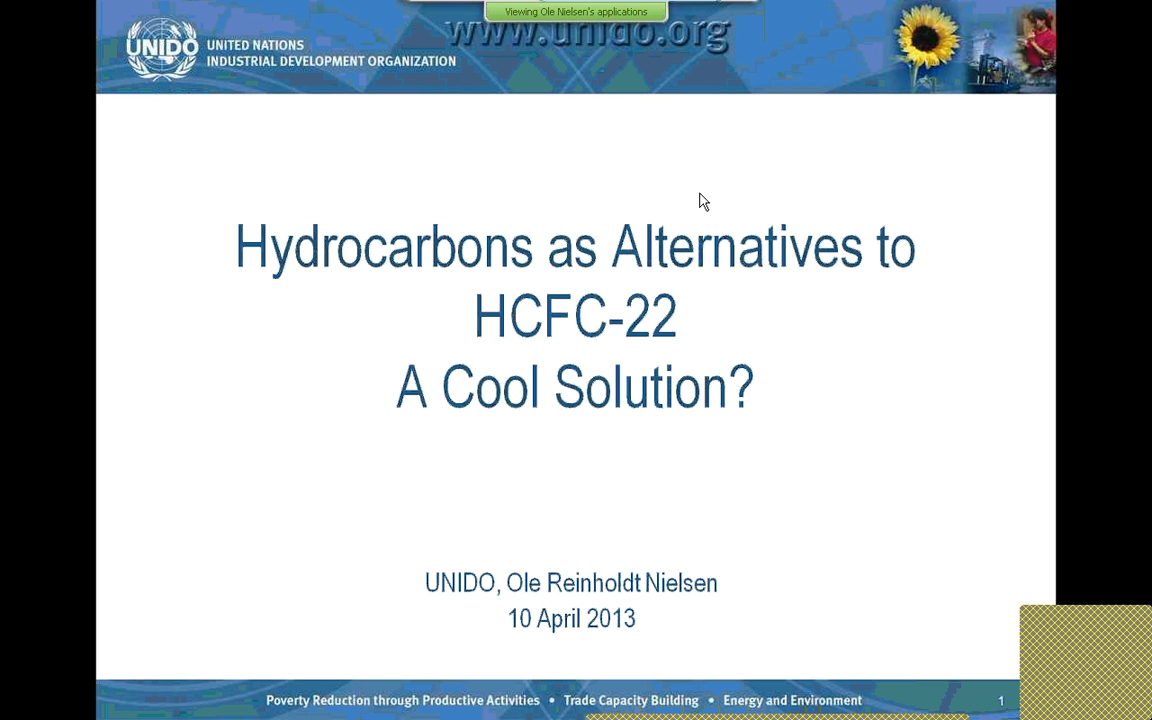 Viewing Ole Nielsen's applications
www.unido.org
UNIDO
UNITED NATIONS
INDUSTRIAL DEVELOPMENT ORGANIZATION
Hydrocarbons as Alternatives to
HCFC-22
A Cool Solution?
UNIDO, Ole Reinholdt Nielsen
10 April 2013
Poverty Reduction through Productive Activities • Trade Capacity Building • Energy and Environment
1